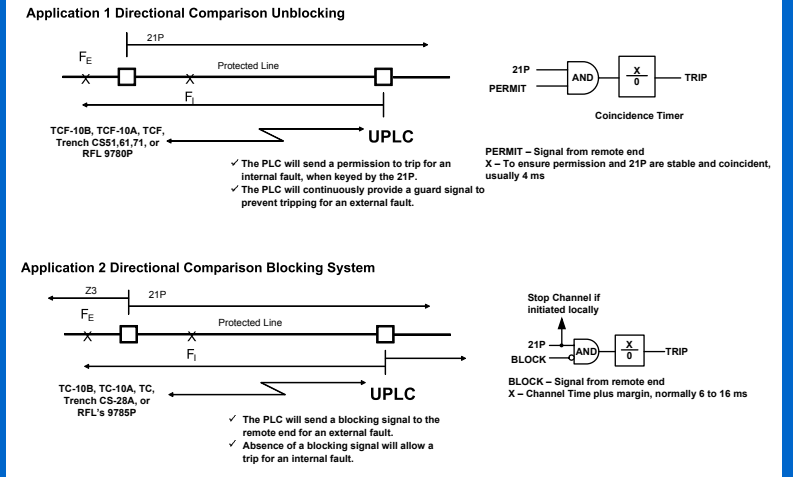 Application 1 Directional Comparison Unblocking
21P
FE
Protected Line
FI
TCF-10B, TCF-10A, TCF,
Trench CS51,61,71, or
RFL 9780P
UPLC
✓ The PLC will send a permission to trip for an
internal fault, when keyed by the 21P.
✓ The PLC will continuously provide a guard signal to
prevent tripping for an external fault.
21P
PERMIT
AND
X
0
TRIP
Coincidence Timer
PERMIT – Signal from remote end
X – To ensure permission and 21P are stable and coincident,
usually 4 ms
Application 2 Directional Comparison Blocking System
Z3
21P
FE
Protected Line
FI
TC-10B, TC-10A, TC,
Trench CS-28A, or
RFL's 9785P
UPLC
✓ The PLC will send a blocking signal to the
remote end for an external fault.
✓ Absence of a blocking signal will allow a
trip for an internal fault.
Stop Channel if
initiated locally
21P
BLOCK
AND
X
0
TRIP
BLOCK – Signal from remote end
X – Channel Time plus margin, normally 6 to 16 ms